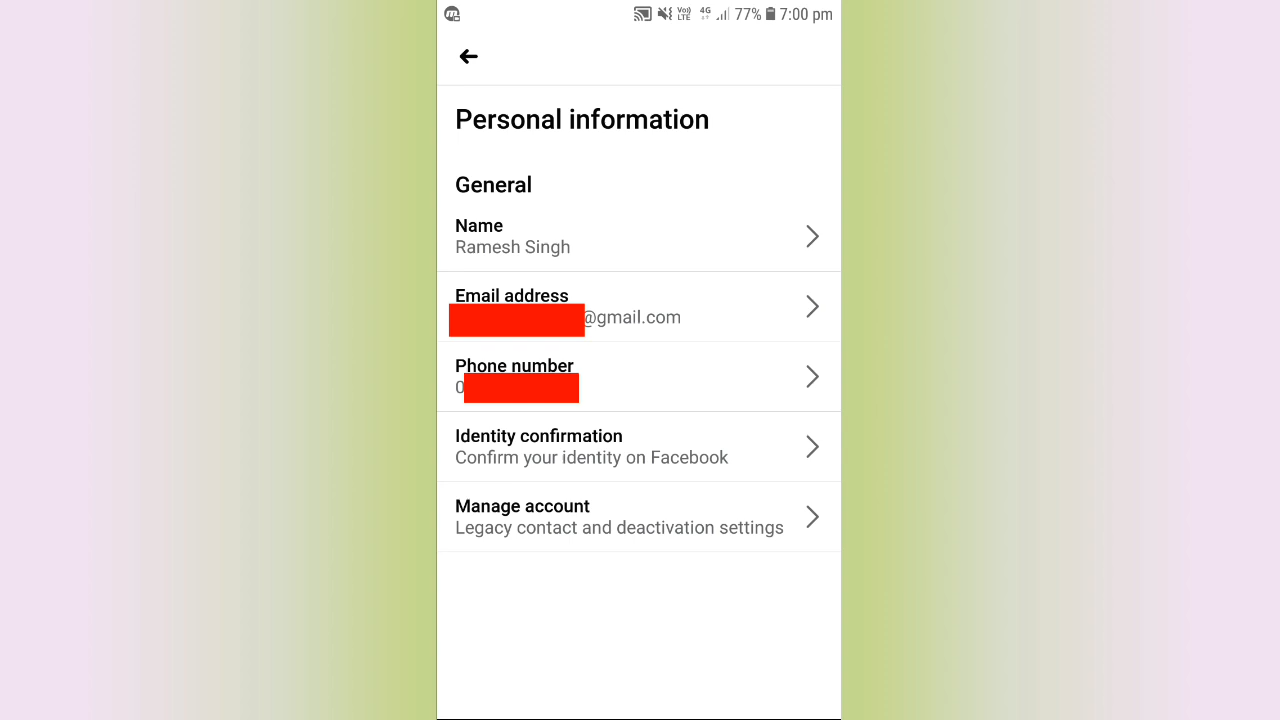 77% 7:00 pm
Personal information
General
Name
Ramesh Singh
Email address
@gmail.com
Phone number
0
Identity confirmation
Confirm your identity on Facebook
Manage account
Legacy contact and deactivation settings